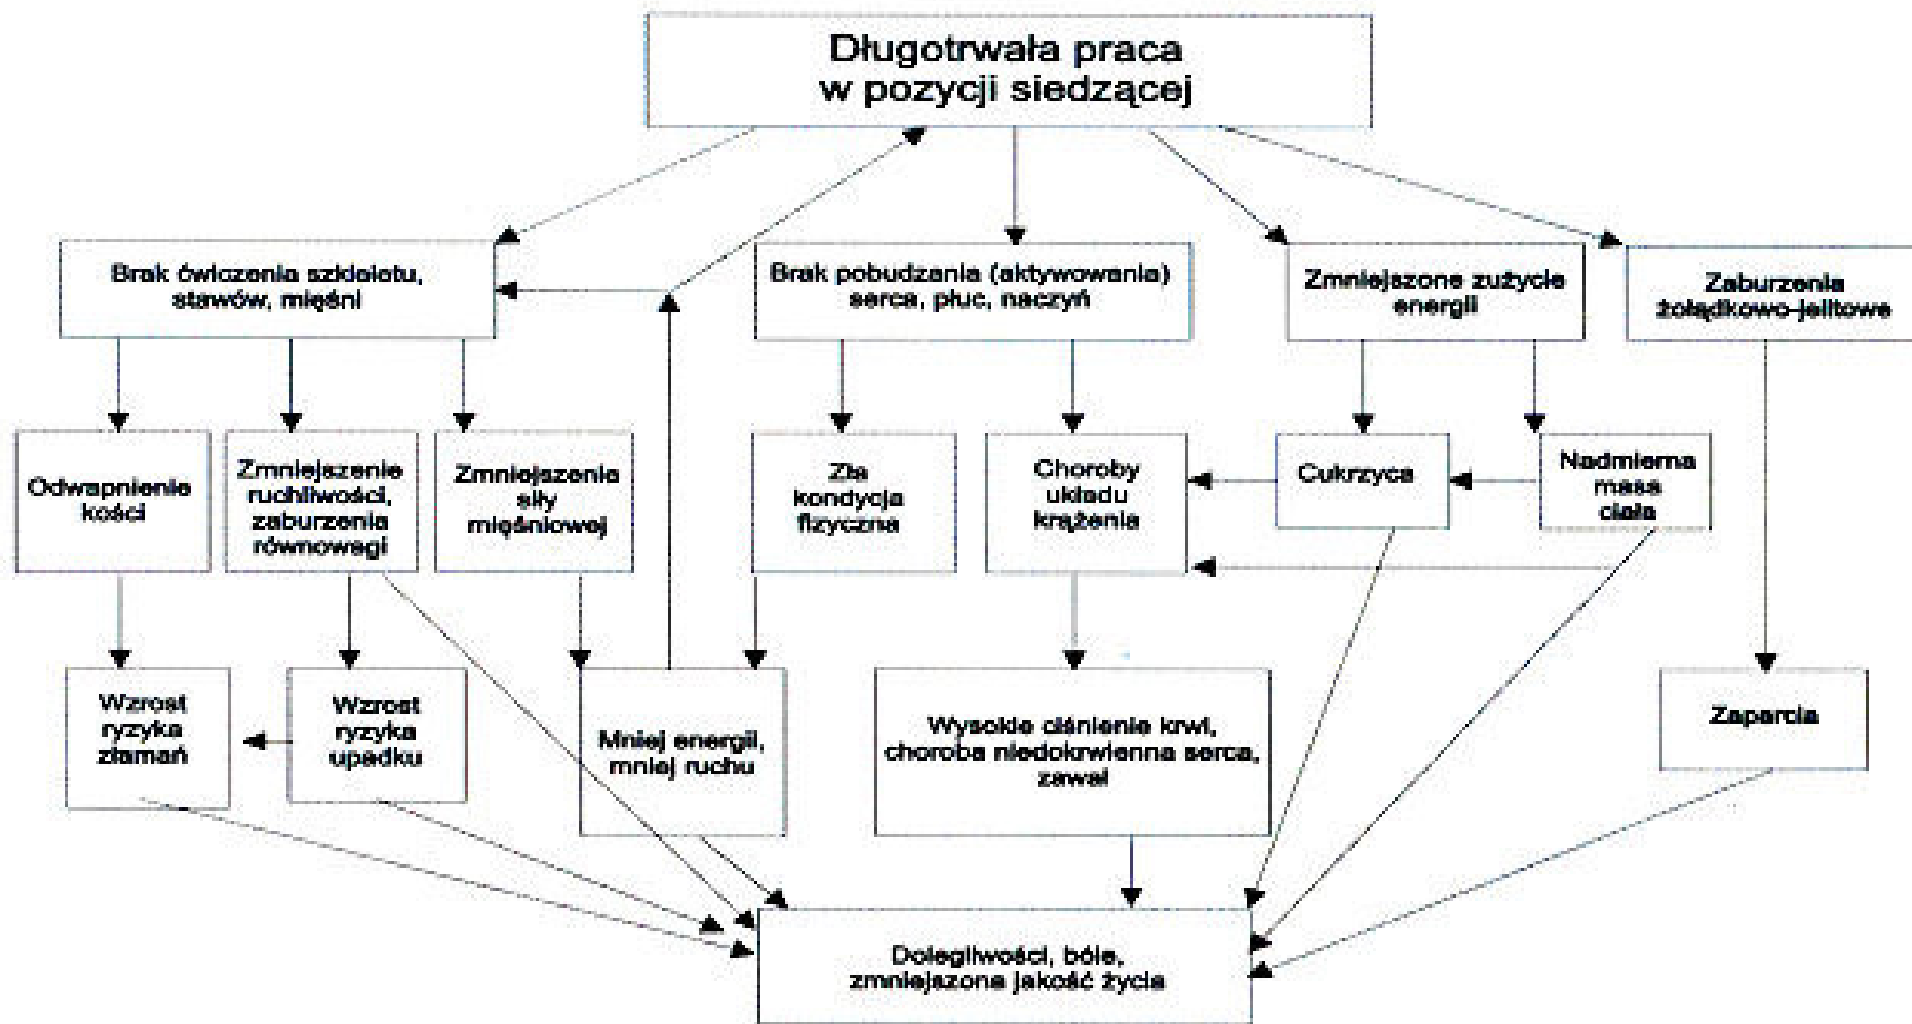 Długotrwała praca
w pozycji siedzącej
Brak ćwiczenia szkieletu,
stawów, mięśni
Brak pobudzania (aktywowania)
serca, płuc, naczyń
Zmniejszone zużycie
energii
Zaburzenia
żołądkowo-jelitowe
Odwapnienie
kości
Zmniejszenie
ruchliwości,
zaburzenia
równowagi
Zmniejszenie
siły
mięśniowej
Zła
kondycja
fizyczna
Choroby
układu
krążenia
Cukrzyca
Nadmierna
masa
ciała
Wzrost
ryzyka
złamań
Wzrost
ryzyka
upadku
Mniej energii,
mniej ruchu
Wysokie ciśnienie krwi,
choroba niedokrwienna serca,
zawał
Zaparcia
Dolegliwości, bóle,
zmniejszona jakość życia